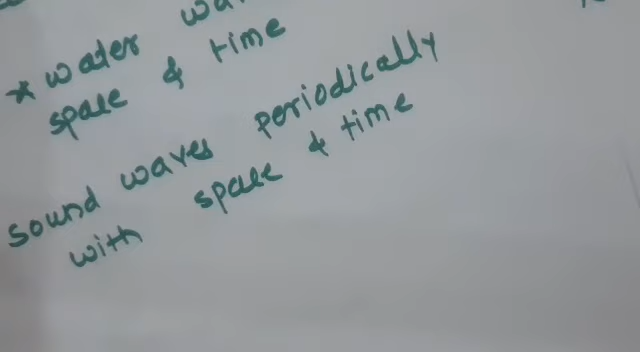 * water
space & time
sound waves periodically
with space & time